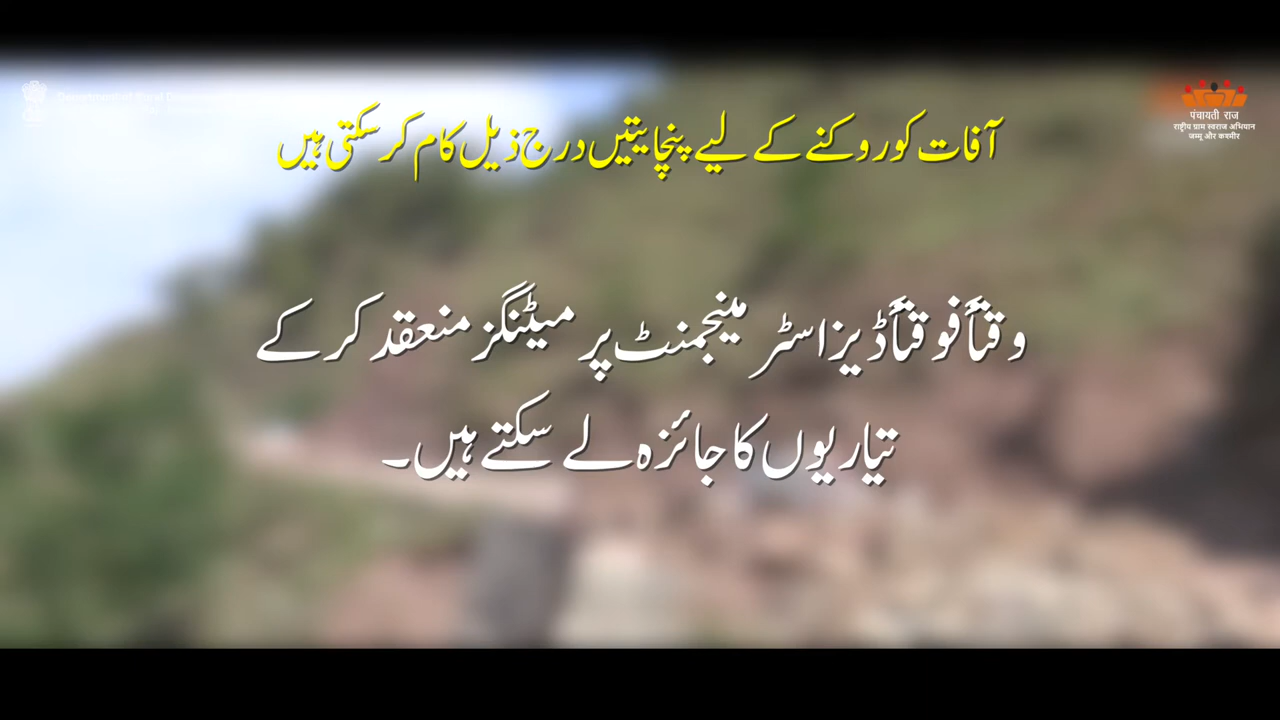 पंचायती राज
राष्ट्रीय ग्राम स्वराज अभियान
जम्मू और कश्मीर
آفات کو روکنے کے لیے پنچایتیں درج ذیل کام کر سکتی ہیں
وقتاًفوقتاًڈیزاسٹر مینجمنٹ پر میٹنگز منعقد کر کے
تیاریوں کا جائزہ لے سکتے ہیں۔